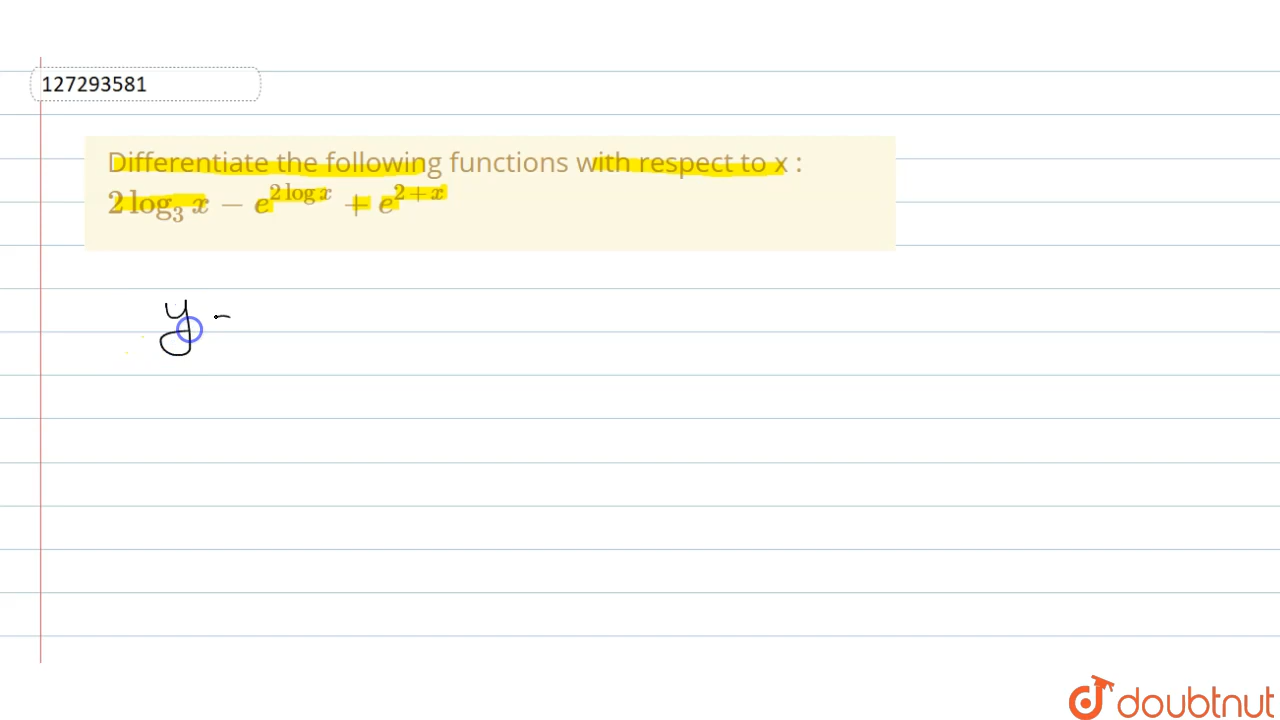 127293581
Differentiate the following functions with respect to x :
2 log₃ x − e^{2 log x} + e^{2 + x}
y -
doubtnut